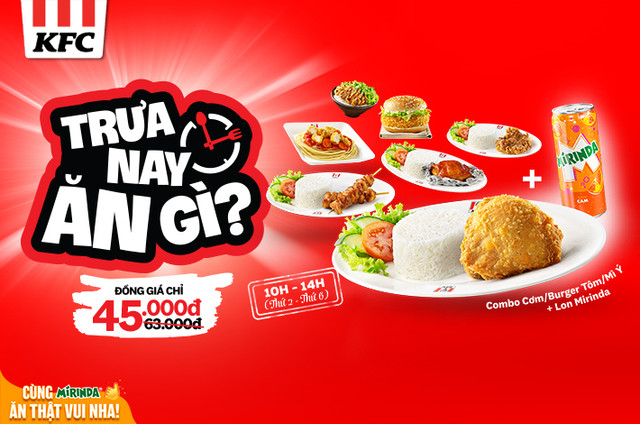 KFC
TRƯA
NAY
ĂN GÌ?
ĐỒNG GIÁ CHỈ
45.000đ
63.000đ
10H - 14H
(Thứ 2 - Thứ 6)
+
MiRINDA
CAM
Combo Cơm/Burger Tôm/Mì Ý
+ Lon Mirinda
CÙNG MiRINDA
ĂN THẬT VUI NHA!